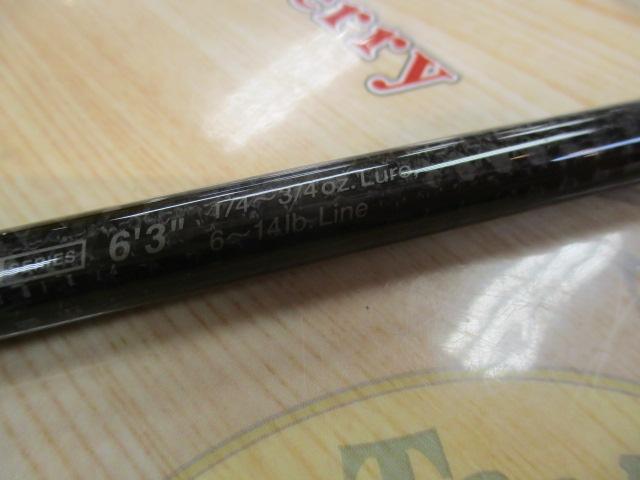 erry
SERIES 6'3" 1/4~3/4oz. Lure,
6~14lb. Line